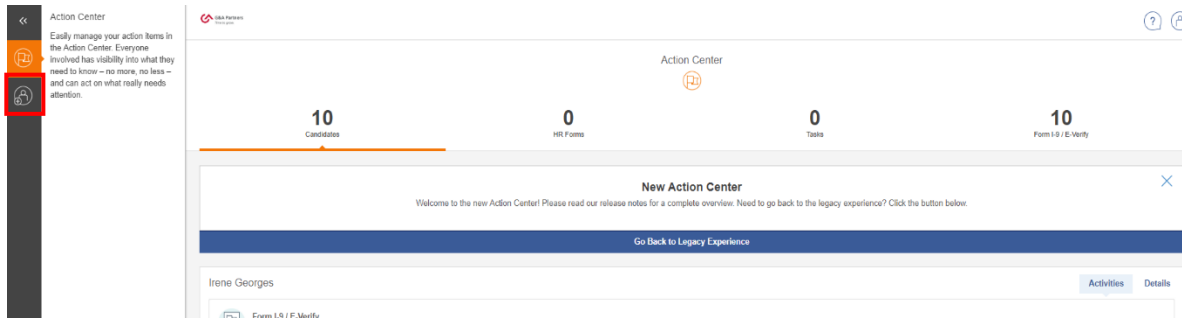 Action Center
Easily manage your action items in
the Action Center. Everyone
involved has visibility into what they
need to know – no more, no less –
and can act on what really needs
attention.
G&A Partners
Action Center
10
Candidates
0
HR Forms
0
Tasks
10
Form I-9 / E-Verify
New Action Center
Welcome to the new Action Center! Please read our release notes for a complete overview. Need to go back to the legacy experience? Click the button below.
Go Back to Legacy Experience
Irene Georges
Activities
Details
Form I-9 / E-Verify